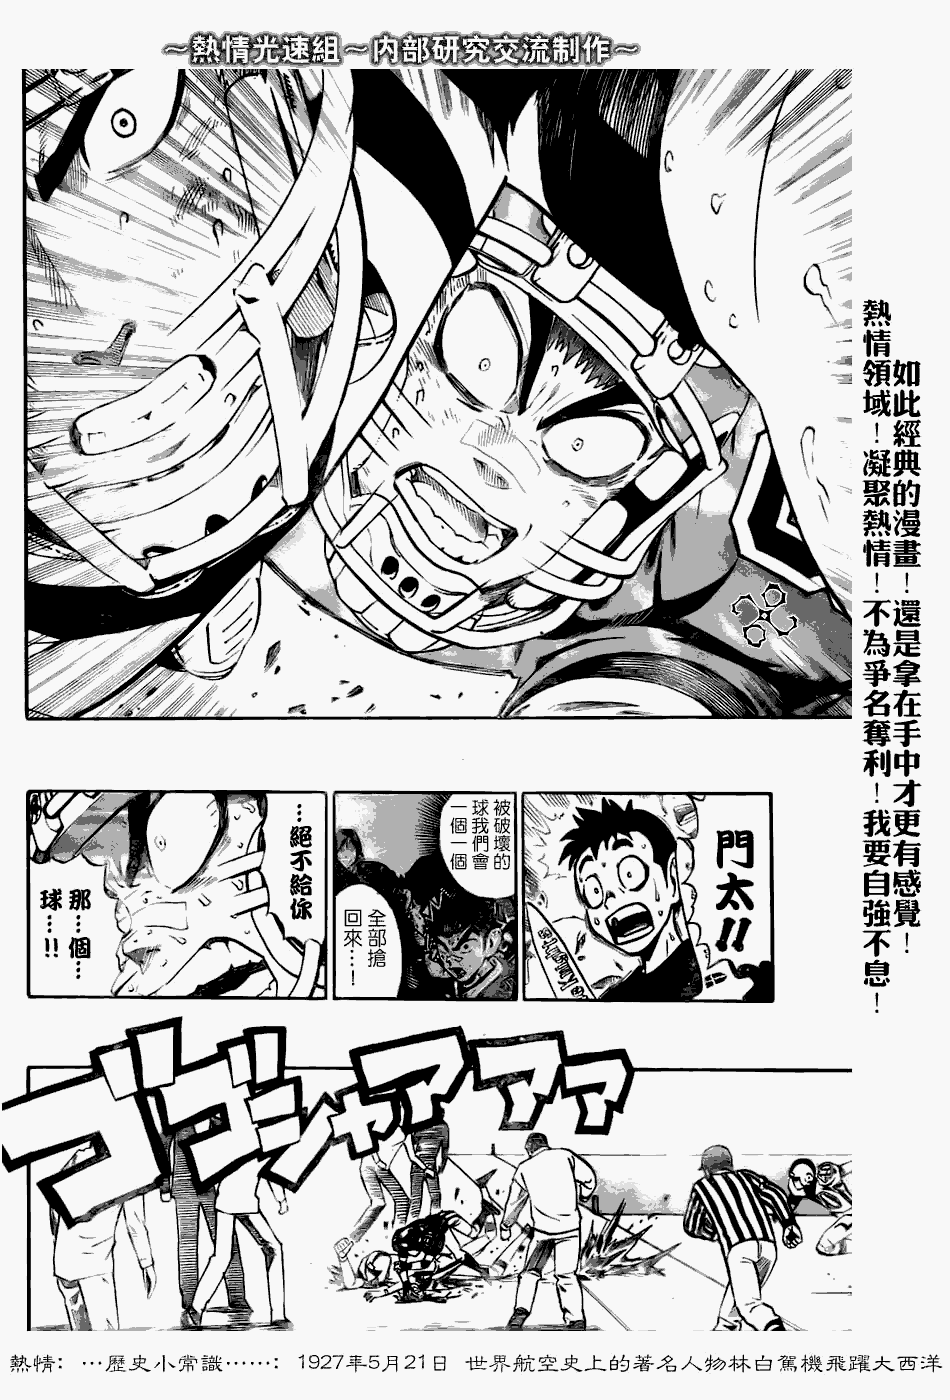 ～熱情光速組～内部研究交流制作～
如此經典的漫畫！還是拿在手中才更有感覺！
熱情領域！凝聚熱情！不為爭名奪利！我要自強不息！
門太!!
被破壞的
球我們會
一個一個
全部搶
回來…！
…絕不給你
那…個…
球…!!
ゴゴシャアアアァ
熱情：…歷史小常識……：1927年5月21日 世界航空史上的著名人物林白駕機飛躍大西洋